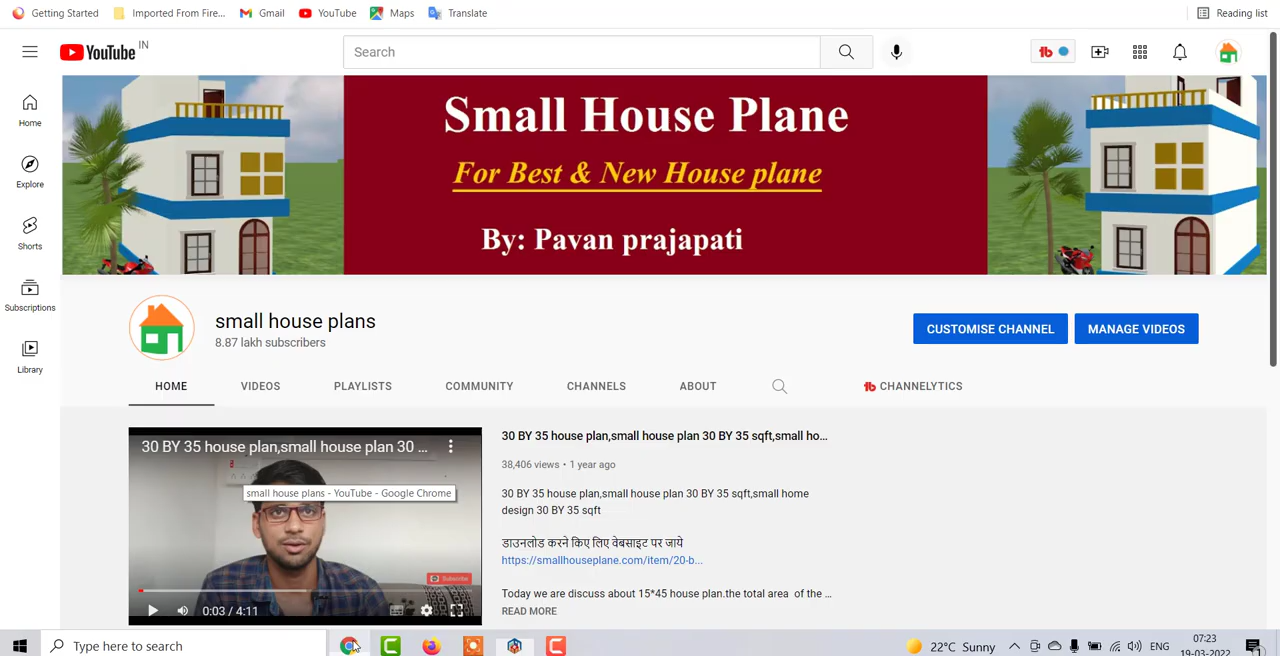 Getting Started Imported From Fire... Gmail YouTube Maps Translate Reading list
YouTube IN Search
Home
Explore
Shorts
Subscriptions
Library
Small House Plane
For Best & New House plane
By: Pavan prajapati
small house plans
8.87 lakh subscribers
CUSTOMISE CHANNEL MANAGE VIDEOS
HOME VIDEOS PLAYLISTS COMMUNITY CHANNELS ABOUT CHANNELYTICS
30 BY 35 house plan,small house plan 30 ...
small house plans - YouTube - Google Chrome
Subscribe
0:03 / 4:11
30 BY 35 house plan,small house plan 30 BY 35 sqft,small ho...
38,406 views • 1 year ago
30 BY 35 house plan,small house plan 30 BY 35 sqft,small home
design 30 BY 35 sqft
डाउनलोड करने किए लिए वेबसाइट पर जाये
https://smallhouseplane.com/item/20-b...
Today we are discuss about 15*45 house plan.the total area of the ...
READ MORE
Type here to search 22°C Sunny ENG 07:23
19-03-2022